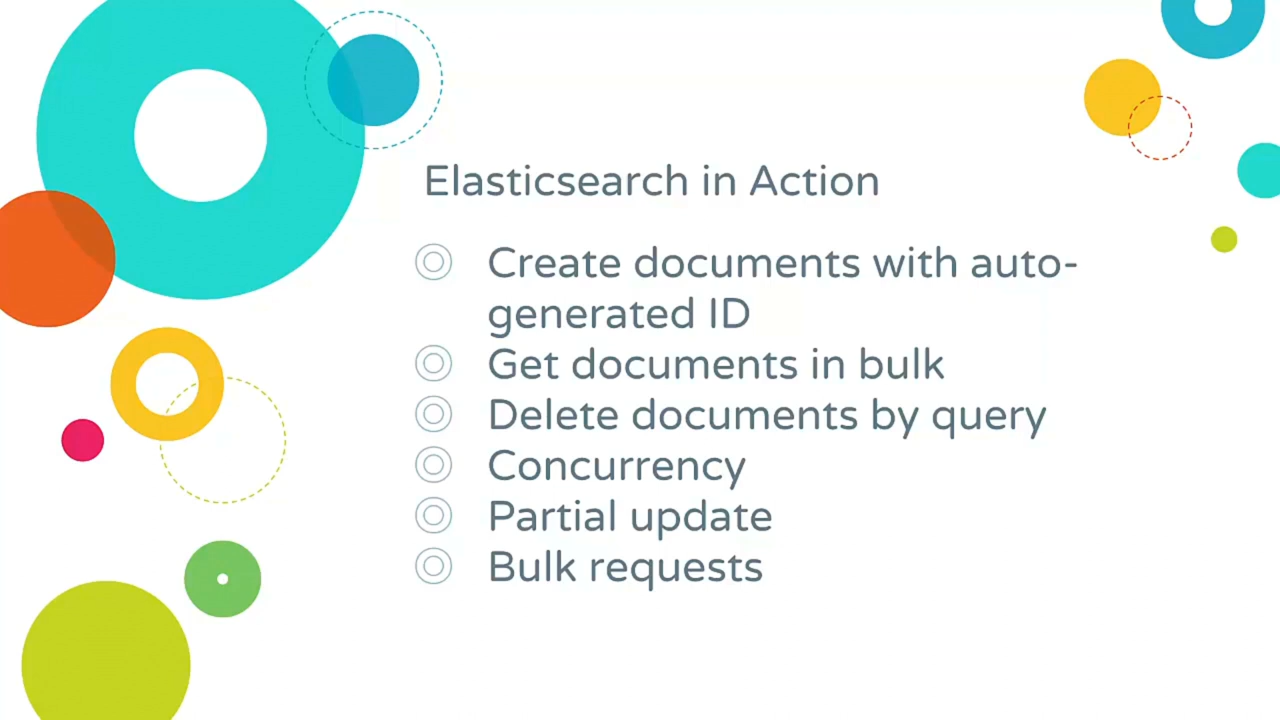 Elasticsearch in Action
Create documents with auto-
generated ID
Get documents in bulk
Delete documents by query
Concurrency
Partial update
Bulk requests